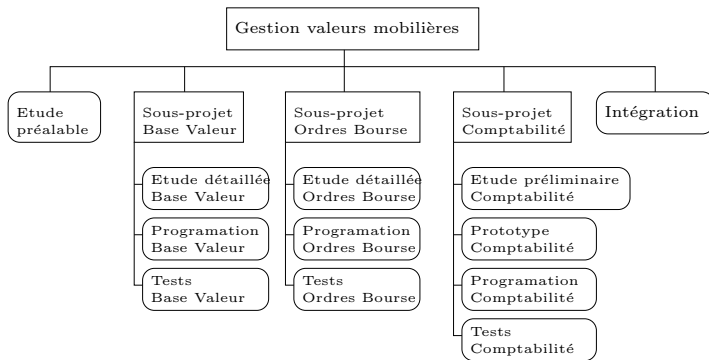 Gestion valeurs mobilières
Etude
préalable
Sous-projet
Base Valeur
Sous-projet
Ordres Bourse
Sous-projet
Comptabilité
Intégration
Etude détaillée
Base Valeur
Etude détaillée
Ordres Bourse
Etude préliminaire
Comptabilité
Programation
Base Valeur
Programation
Ordres Bourse
Prototype
Comptabilité
Tests
Base Valeur
Tests
Ordres Bourse
Programation
Comptabilité
Tests
Comptabilité